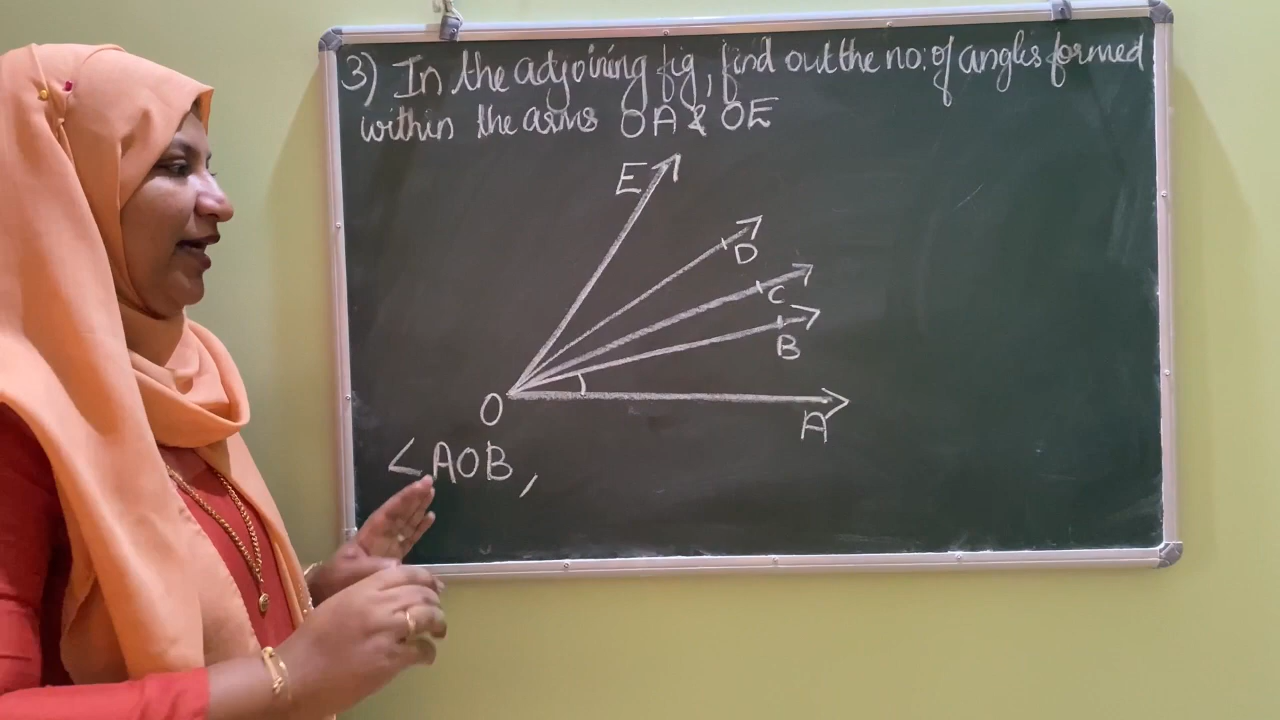 3) In the adjoining fig, find out the no: of angles formed
within the arms OA & OE
E
D
C
B
O
A
∠AOB,